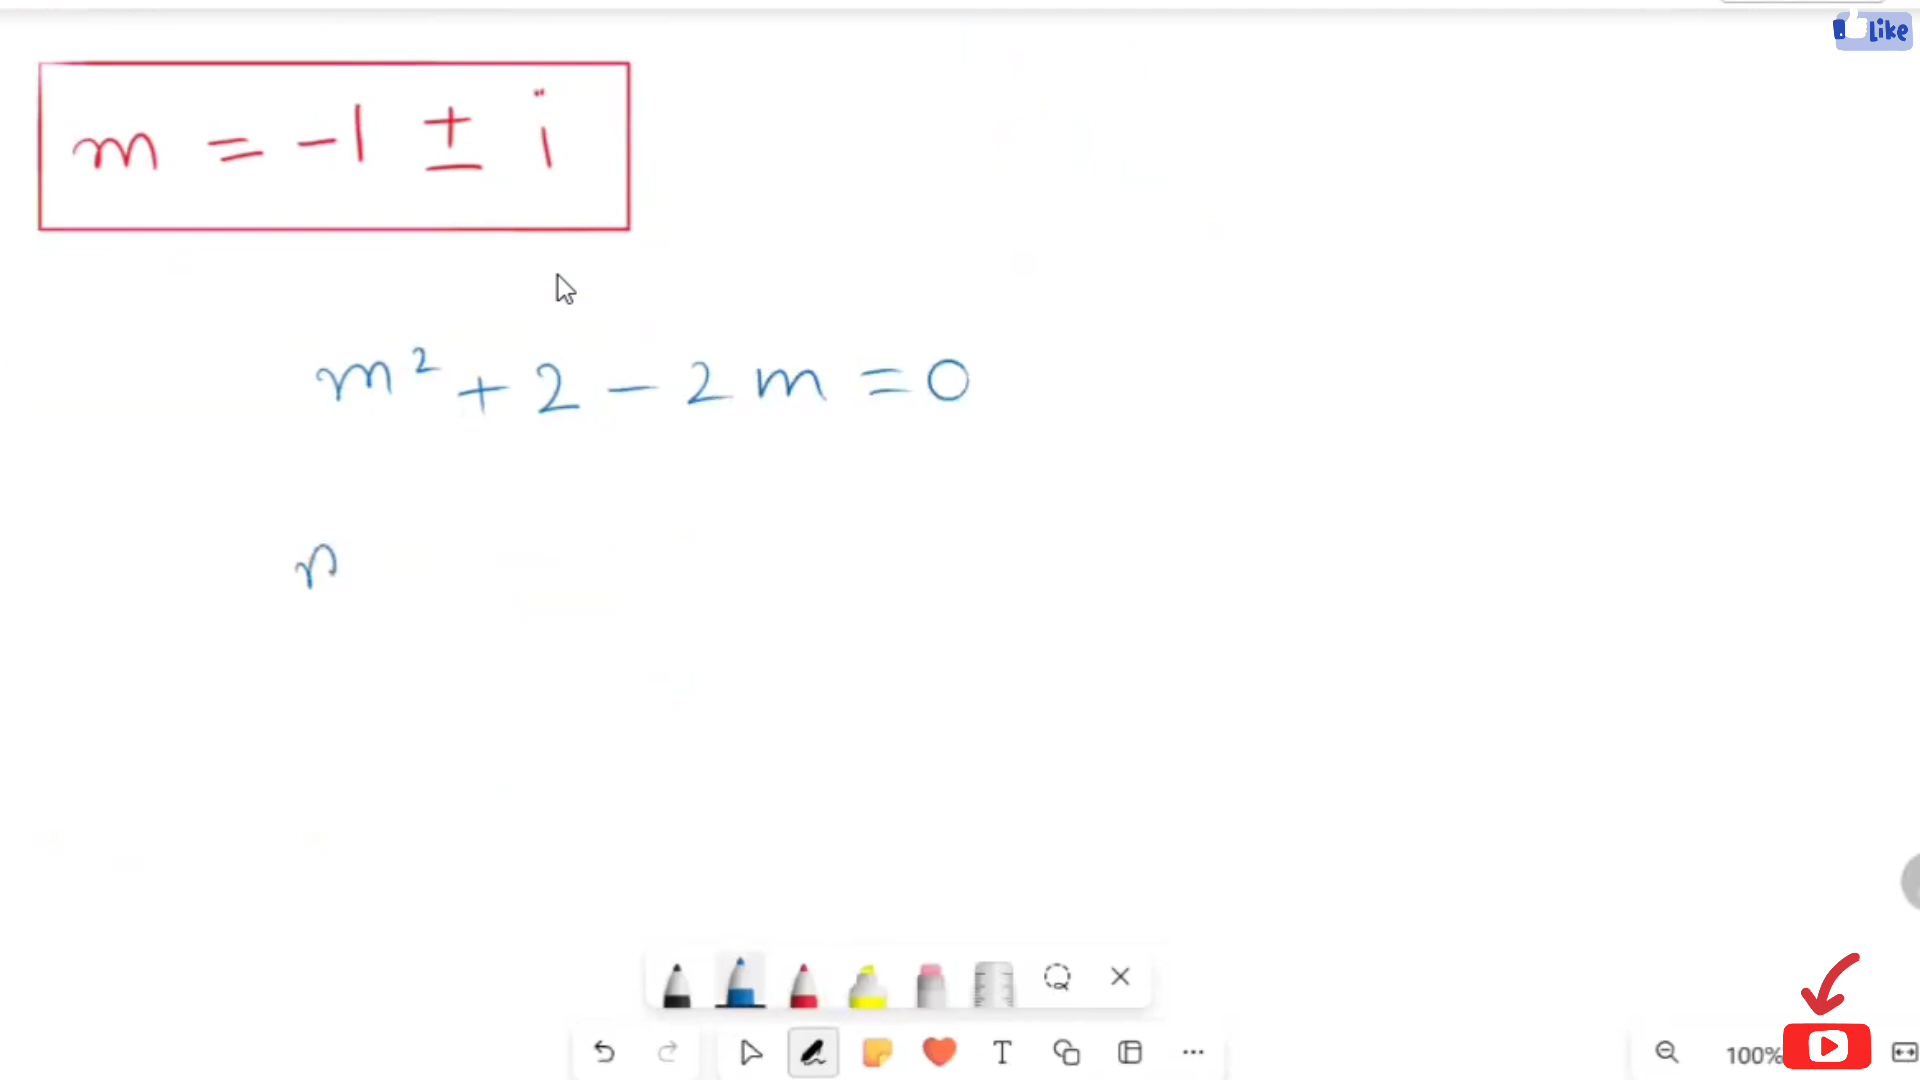 Like
m = -1 ± i
m² + 2 - 2m = 0
n
T
100%